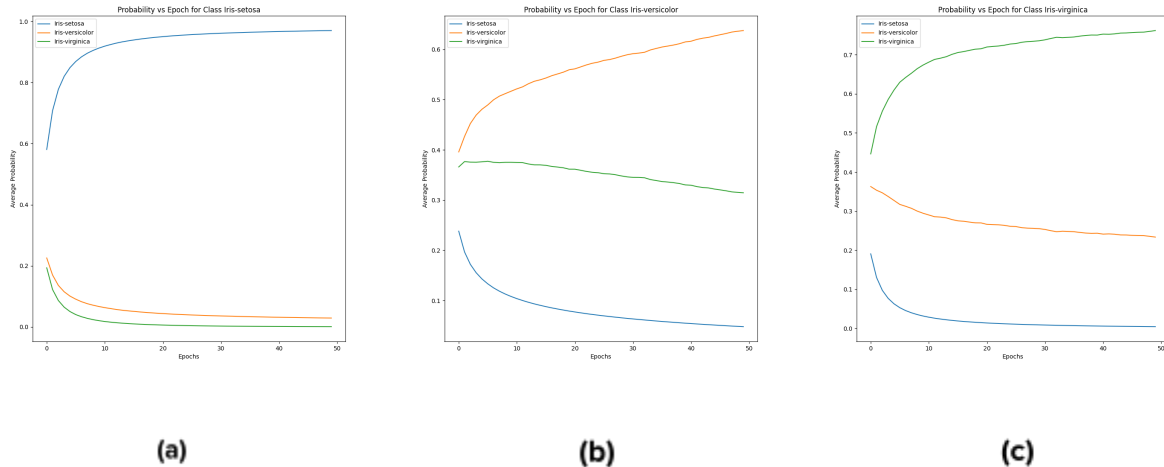 Probability vs Epoch for Class Iris-setosa
Iris-setosa
Iris-versicolor
Iris-virginica
Average Probability
1.0
0.8
0.6
0.4
0.2
0.0
0 10 20 30 40 50
Epochs
(a)
Probability vs Epoch for Class Iris-versicolor
Iris-setosa
Iris-versicolor
Iris-virginica
Average Probability
0.6
0.5
0.4
0.3
0.2
0.1
0 10 20 30 40 50
Epochs
(b)
Probability vs Epoch for Class Iris-virginica
Iris-setosa
Iris-versicolor
Iris-virginica
Average Probability
0.7
0.6
0.5
0.4
0.3
0.2
0.1
0.0
0 10 20 30 40 50
Epochs
(c)